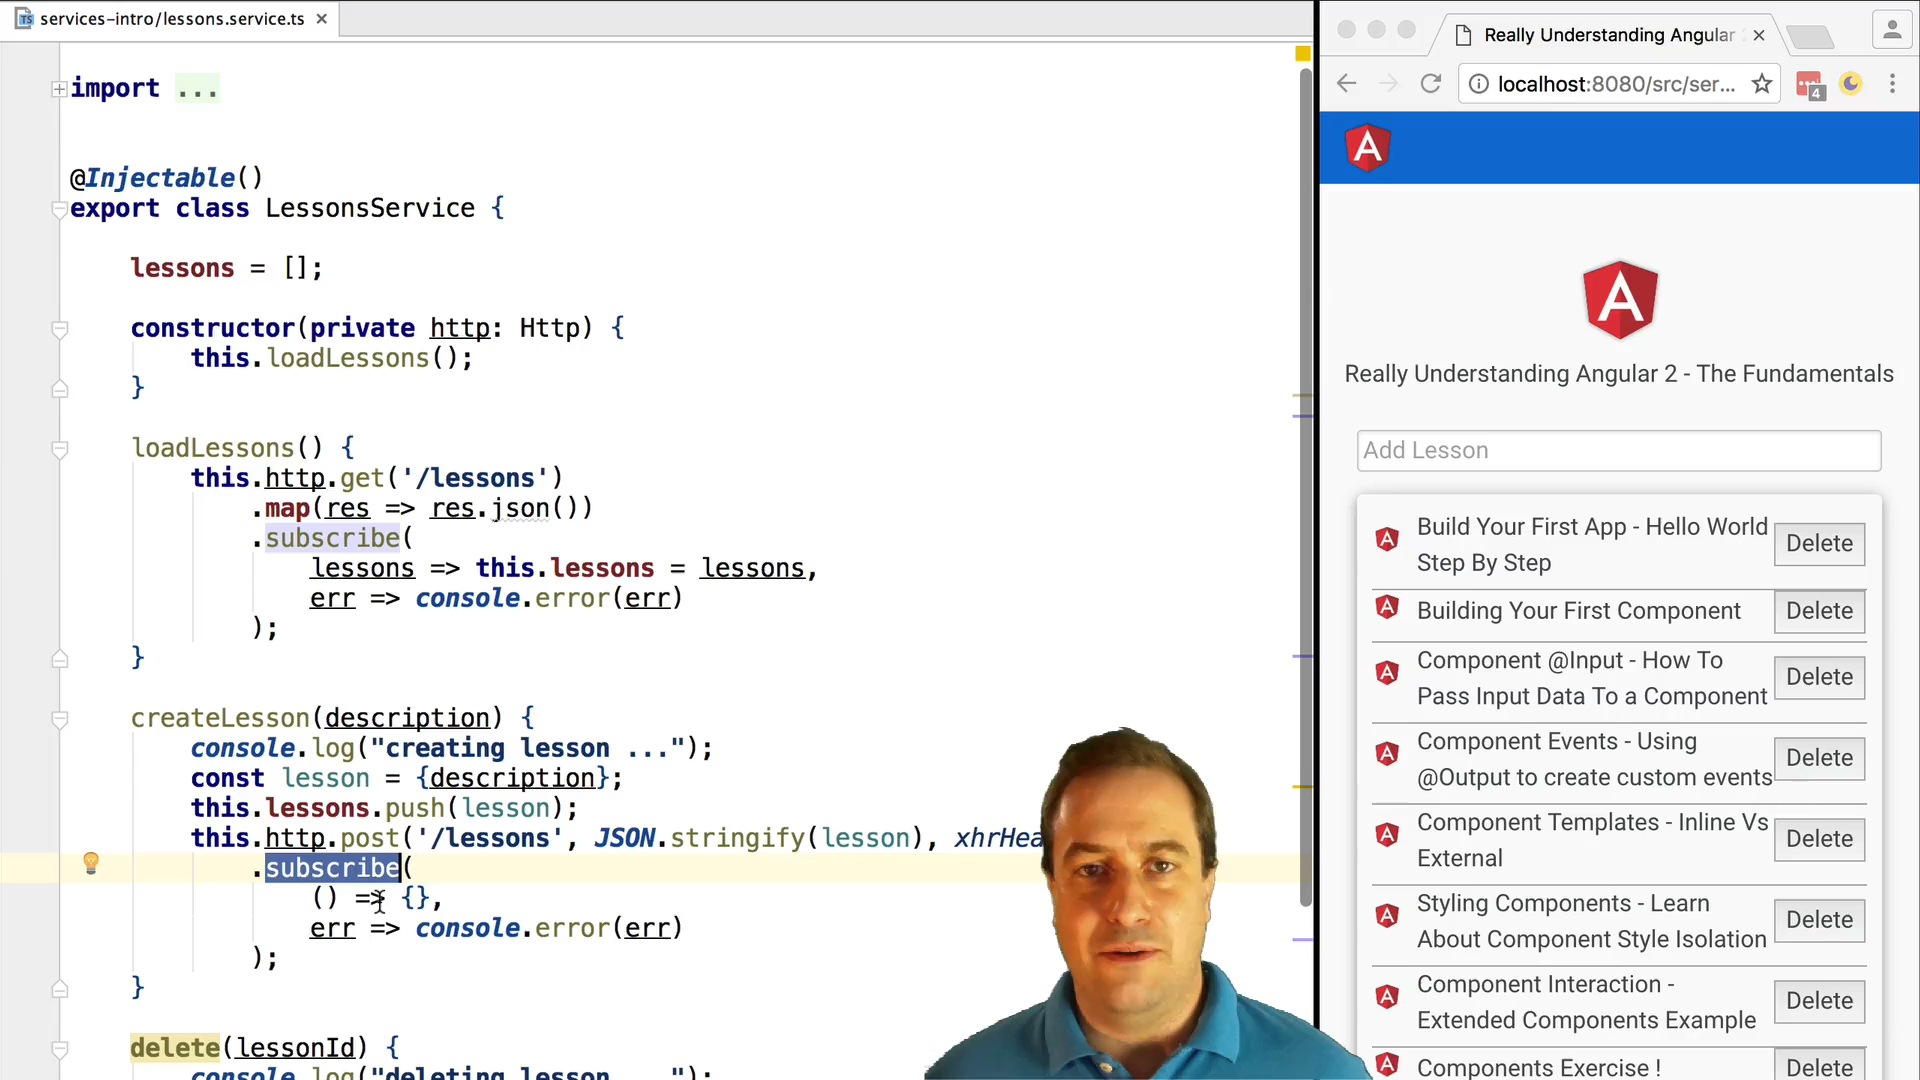 services-intro/lessons.service.ts
import ...
@Injectable()
export class LessonsService {
lessons = [];
constructor(private http: Http) {
this.loadLessons();
}
loadLessons() {
this.http.get('/lessons')
.map(res => res.json())
.subscribe(
lessons => this.lessons = lessons,
err => console.error(err)
);
}
createLesson(description) {
console.log("creating lesson ...");
const lesson = {description};
this.lessons.push(lesson);
this.http.post('/lessons', JSON.stringify(lesson), xhrHea
.subscribe(
() => {},
err => console.error(err)
);
}
delete(lessonId) {
console.log("deleting lesson ...");
Really Understanding Angular
localhost:8080/src/ser...
4
Really Understanding Angular 2 - The Fundamentals
Add Lesson
Build Your First App - Hello World
Step By Step
Delete
Building Your First Component
Delete
Component @Input - How To
Pass Input Data To a Component
Delete
Component Events - Using
@Output to create custom events
Delete
Component Templates - Inline Vs
External
Delete
Styling Components - Learn
About Component Style Isolation
Delete
Component Interaction -
Extended Components Example
Delete
Components Exercise !
Delete